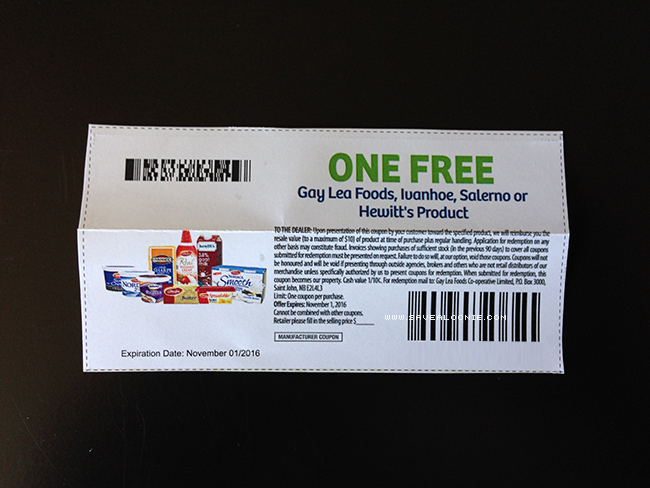 ONE FREE
Gay Lea Foods, Ivanhoe, Salerno or
Hewitt's Product
TO THE DEALER: Upon presentation of this coupon by your customer toward the specified product, we will reimburse you the
resale value (to a maximum of $10) of product at time of purchase plus regular handling. Application for redemption on any
other basis may constitute fraud. Invoices showing purchases of sufficient stock (in the previous 90 days) to cover all coupons
submitted for redemption must be presented on request. Failure to do so will, at our option, void those coupons. Coupons will not
be honoured and will be void if presenting through outside agencies, brokers and others who are not retail distributors of our
merchandise unless specifically authorized by us to present coupons for redemption. When submitted for redemption, this
coupon becomes our property. Cash value 1/10¢. For redemption mail to: Gay Lea Foods Co-operative Limited, P.O. Box 3000,
Saint John, NB E2L4L3
Limit: One coupon per purchase.
Offer Expires: November 1, 2016
Cannot be combined with other coupons.
Retailer please fill in the selling price $______
MANUFACTURER COUPON
Smooth
Expiration Date: November 01/2016
www.savealoonie.com